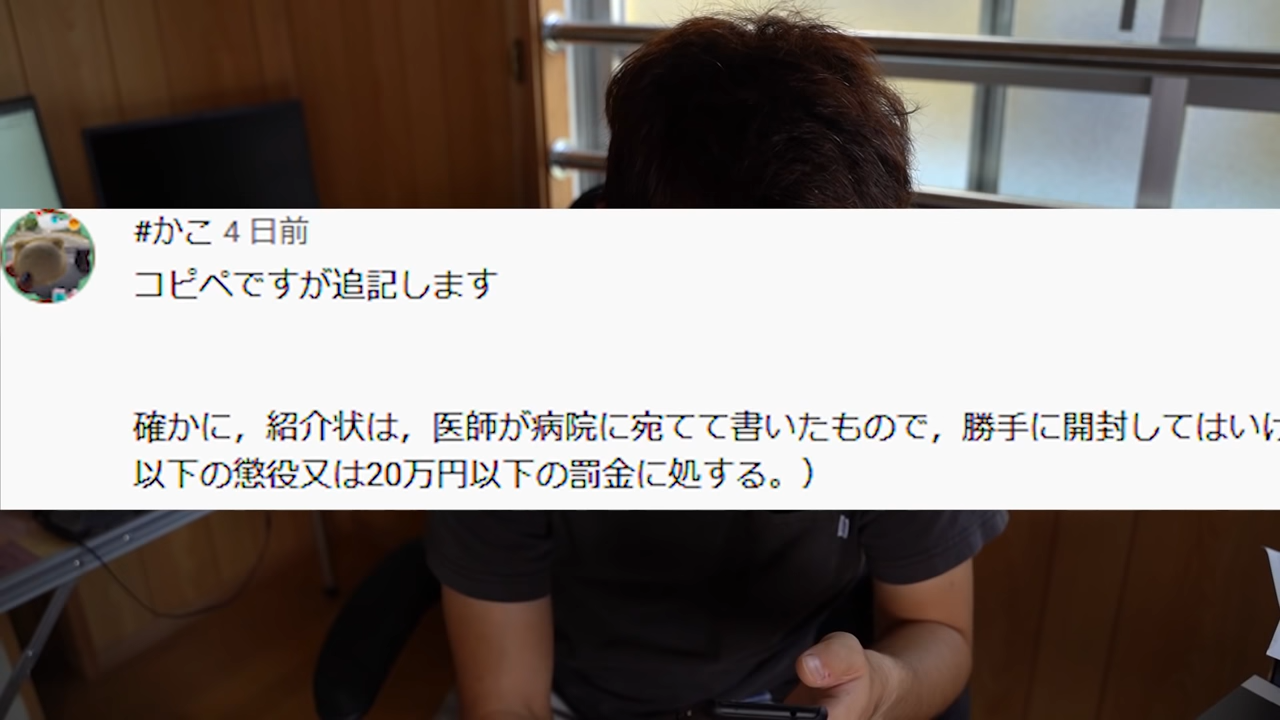 #かこ 4 日前
コピペですが追記します
確かに，紹介状は，医師が病院に宛てて書いたもので，勝手に開封してはいけ
以下の懲役又は20万円以下の罰金に処する。）